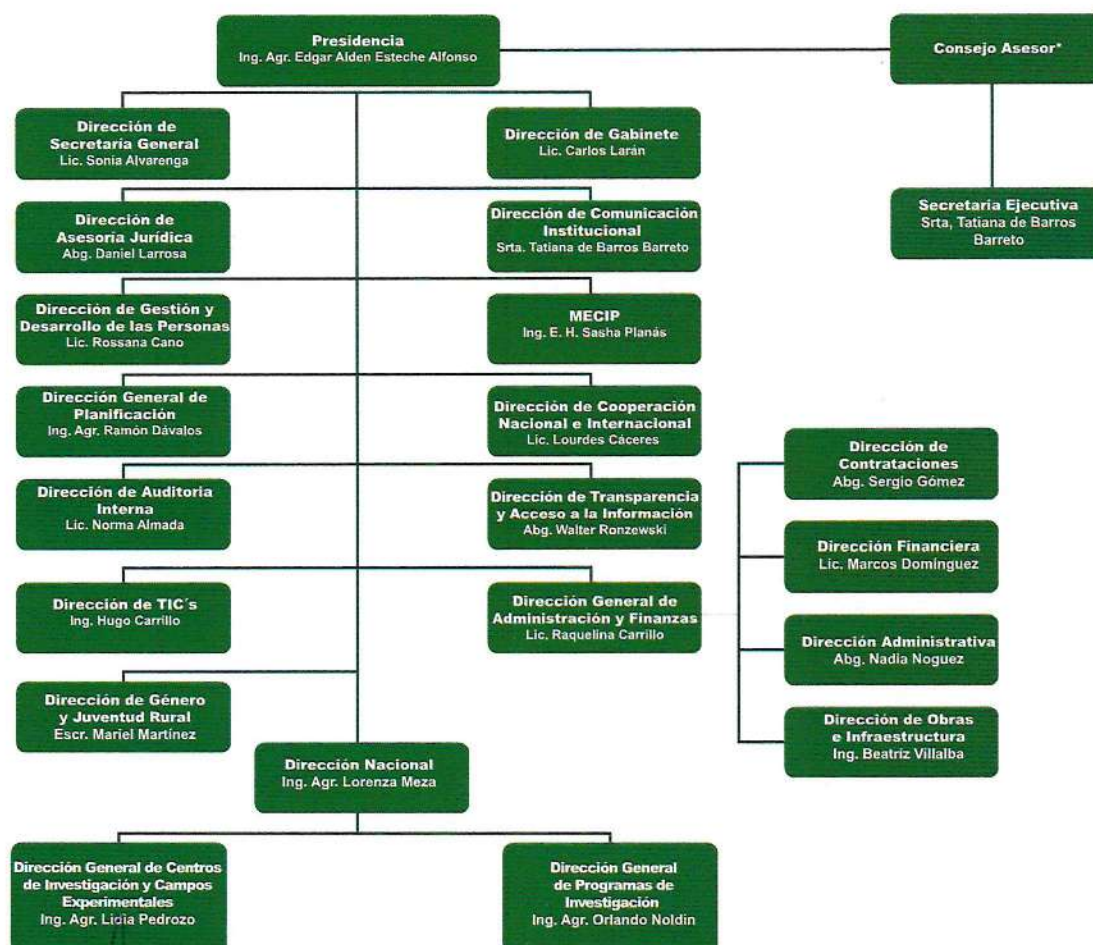 Presidencia
Ing. Agr. Edgar Alden Esteche Alfonso
Consejo Asesor*
Dirección de
Secretaría General
Lic. Sonia Alvarenga
Dirección de Gabinete
Lic. Carlos Larán
Dirección de
Asesoría Jurídica
Abg. Daniel Larrosa
Dirección de Comunicación
Institucional
Srta. Tatiana de Barros Barreto
Secretaria Ejecutiva
Srta, Tatiana de Barros
Barreto
Dirección de Gestión y
Desarrollo de las Personas
Lic. Rossana Cano
MECIP
Ing. E. H. Sasha Planás
Dirección General de
Planificación
Ing. Agr. Ramón Dávalos
Dirección de Cooperación
Nacional e Internacional
Lic. Lourdes Cáceres
Dirección de Auditoria
Interna
Lic. Norma Almada
Dirección de Transparencia
y Acceso a la Información
Abg. Walter Ronzewski
Dirección de TIC´s
Ing. Hugo Carrillo
Dirección General de
Administración y Finanzas
Lic. Raquelina Carrillo
Dirección de
Contrataciones
Abg. Sergio Gómez
Dirección Financiera
Lic. Marcos Domínguez
Dirección Administrativa
Abg. Nadia Noguez
Dirección de Obras
e Infraestructura
Ing. Beatriz Villalba
Dirección de Género
y Juventud Rural
Escr. Mariel Martínez
Dirección Nacional
Ing. Agr. Lorenza Meza
Dirección General de Centros
de Investigación y Campos
Experimentales
Ing. Agr. Lidia Pedrozo
Dirección General
de Programas de
Investigación
Ing. Agr. Orlando Noldin